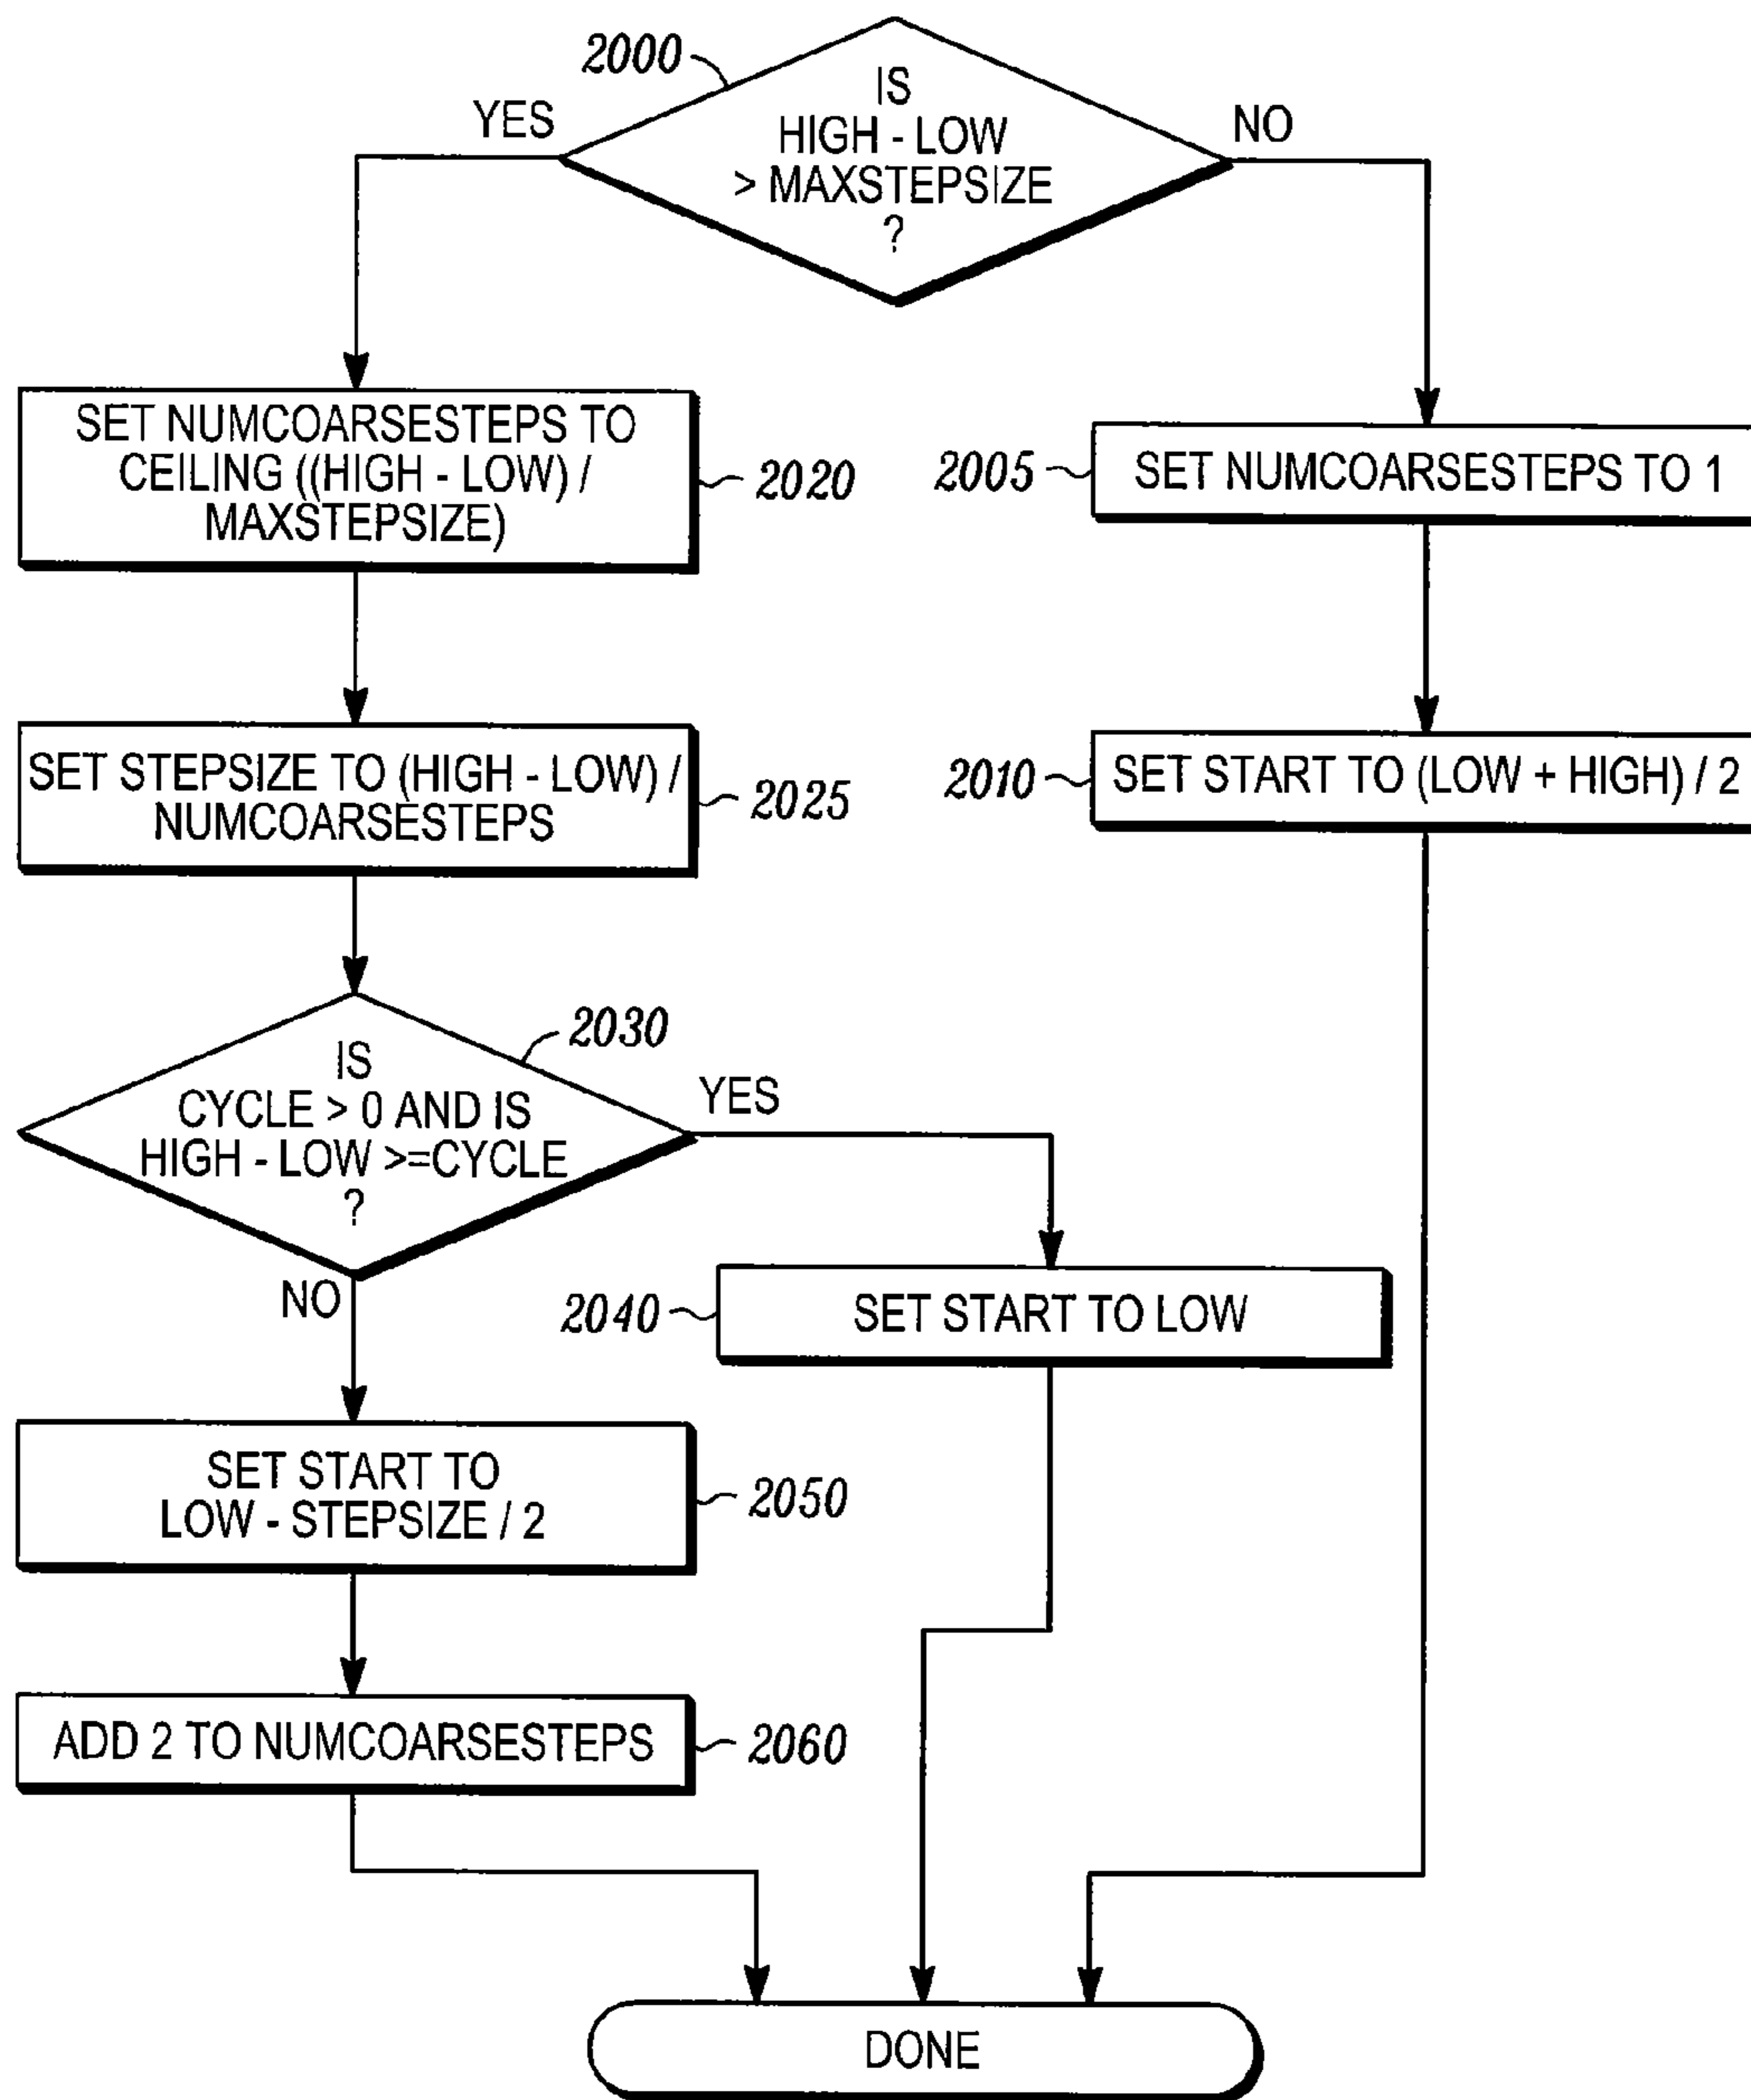 2000
IS
HIGH - LOW
> MAXSTEPSIZE
?
YES
NO
SET NUMCOARSESTEPS TO
CEILING ((HIGH - LOW) /
MAXSTEPSIZE)
2020
2005
SET NUMCOARSESTEPS TO 1
SET STEPSIZE TO (HIGH - LOW) /
NUMCOARSESTEPS
2025
2010
SET START TO (LOW + HIGH) / 2
2030
IS
CYCLE > 0 AND IS
HIGH - LOW >=CYCLE
?
YES
NO
2040
SET START TO LOW
SET START TO
LOW - STEPSIZE / 2
2050
ADD 2 TO NUMCOARSESTEPS
2060
DONE